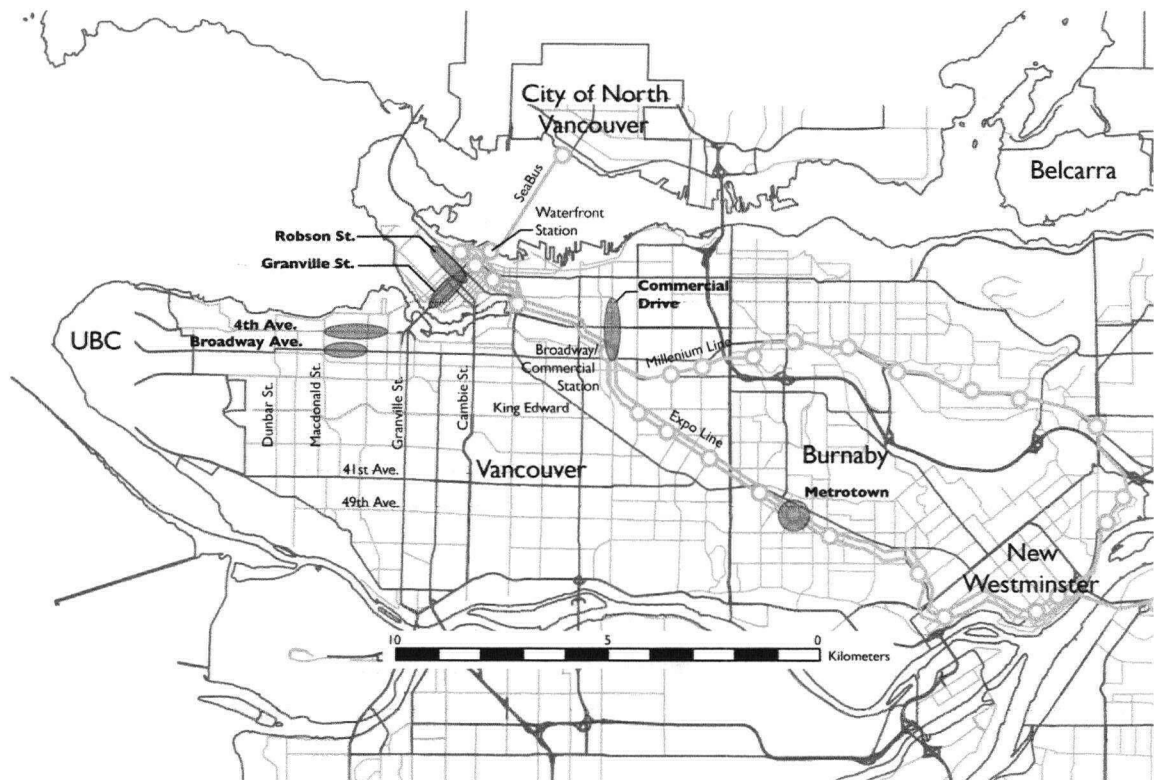 City of North
Vancouver
Belcarra
SeaBus
Waterfront
Station
Robson St.
Granville St.
Commercial
Drive
4th Ave.
Broadway Ave.
UBC
Broadway/
Commercial
Station
Millenium Line
Dunbar St.
Macdonald St.
Granville St.
Cambie St.
King Edward
Expo Line
41st Ave.
Vancouver
Burnaby
Metrotown
49th Ave.
New
Westminster
10 5 0
Kilometers